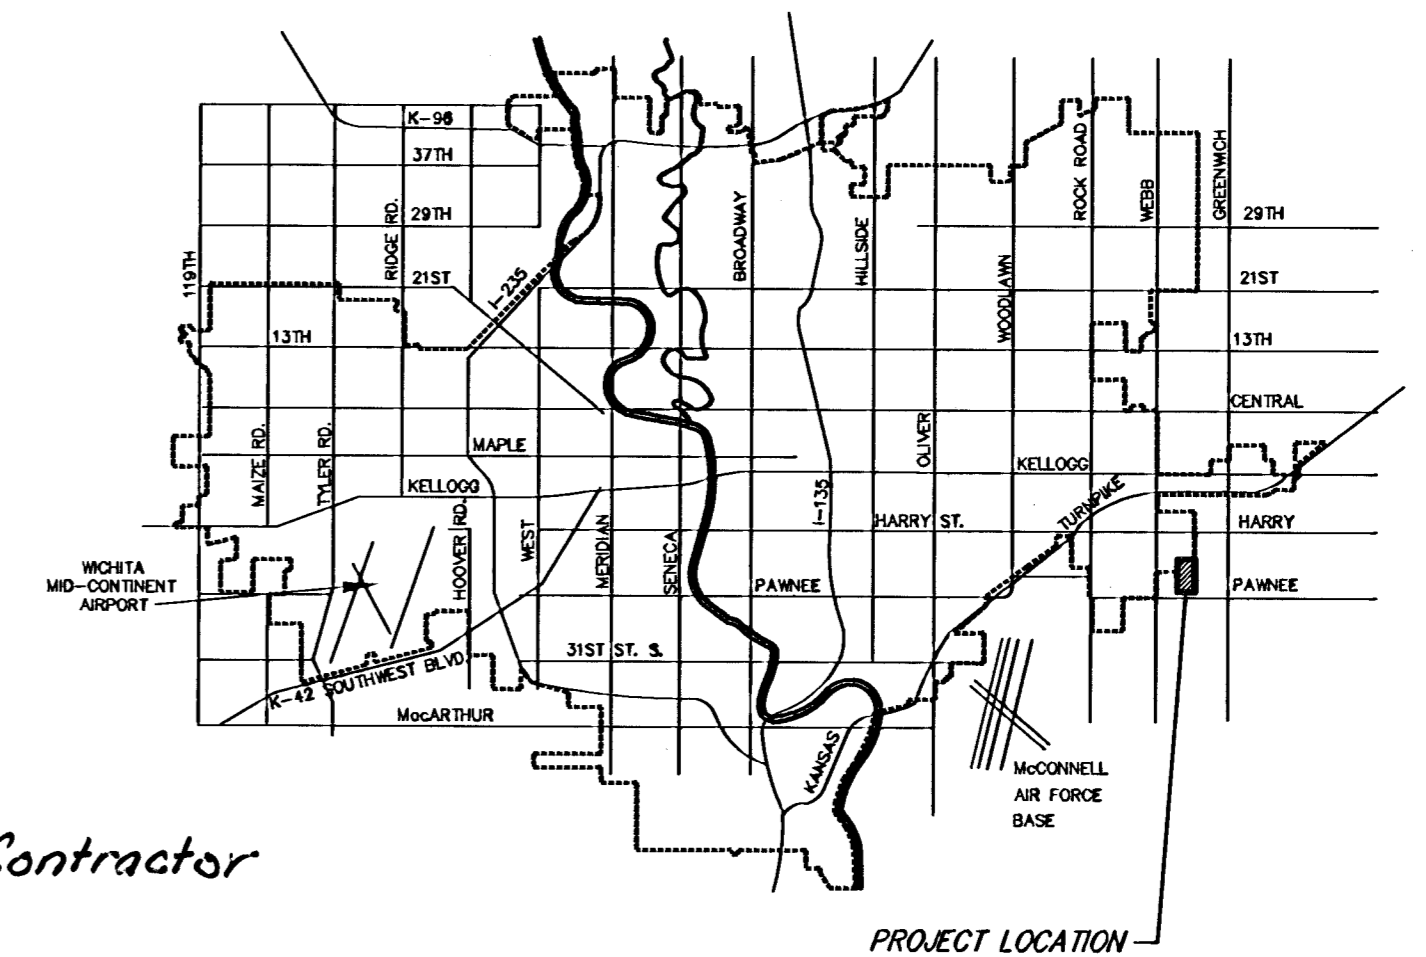 K-96
37TH
29TH
RIDGE RD.
119TH
21ST
I-235
13TH
BROADWAY
HILLSIDE
WOODLAWN
ROCK ROAD
WEBB
GREENWICH
29TH
21ST
13TH
CENTRAL
MAIZE RD.
TYLER RD.
MAPLE
KELLOGG
HOOVER RD.
WEST
MERIDIAN
SENECA
I-135
OLIVER
KELLOGG
TURNPIKE
HARRY ST.
HARRY
PAWNEE
PAWNEE
WICHITA
MID-CONTINENT
AIRPORT
31ST ST. S.
K-42 SOUTHWEST BLVD.
MacARTHUR
KANSAS
McCONNELL
AIR FORCE
BASE
Contractor
PROJECT LOCATION